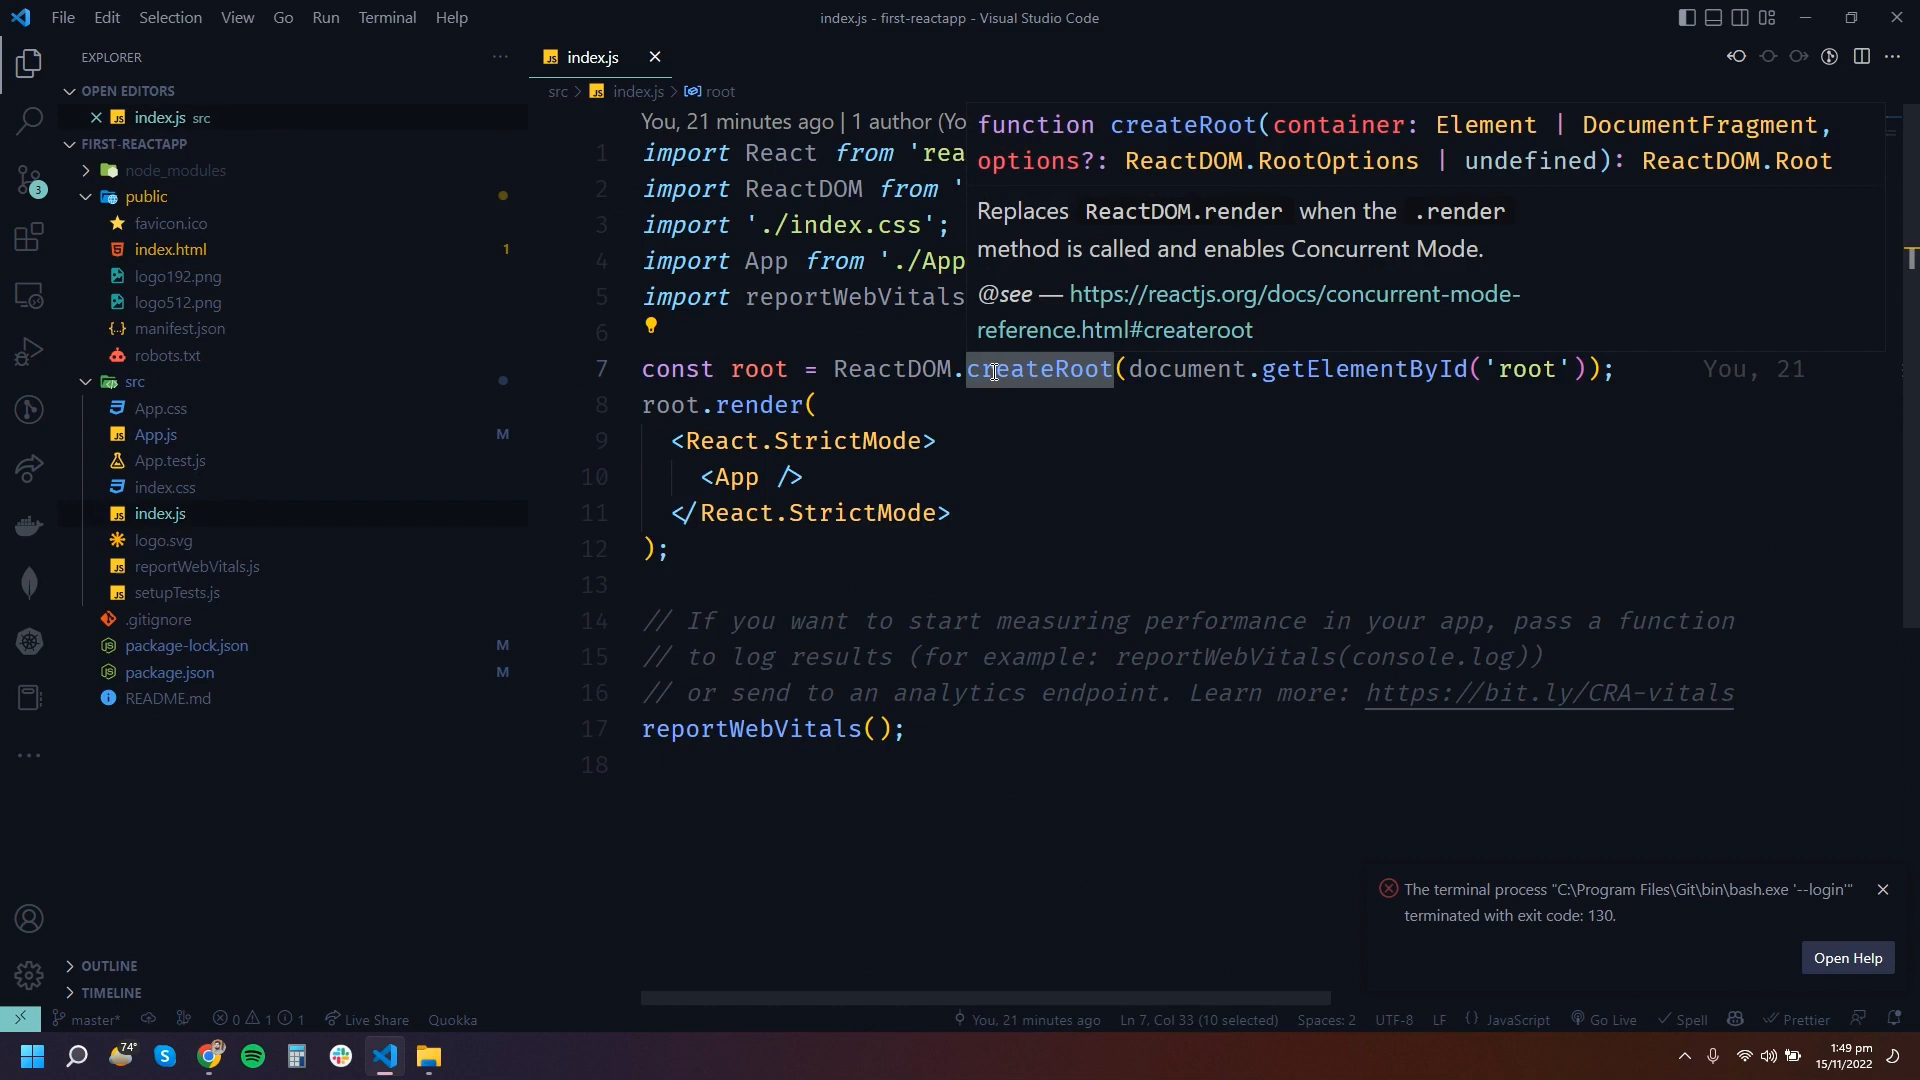 File Edit Selection View Go Run Terminal Help
index.js - first-reactapp - Visual Studio Code
EXPLORER
OPEN EDITORS
index.js src
FIRST-REACTAPP
node_modules
public
favicon.ico
index.html 1
logo192.png
logo512.png
manifest.json
robots.txt
src
App.css
App.js M
App.test.js
index.css
index.js
logo.svg
reportWebVitals.js
setupTests.js
.gitignore
package-lock.json M
package.json M
README.md
OUTLINE
TIMELINE
3
index.js
src > index.js > root
You, 21 minutes ago | 1 author (Yo
1 import React from 'rea
2 import ReactDOM from '
3 import './index.css';
4 import App from './App
5 import reportWebVitals
6
7 const root = ReactDOM.createRoot(document.getElementById('root')); You, 21
8 root.render(
9 <React.StrictMode>
10 <App />
11 </React.StrictMode>
12 );
13
14 // If you want to start measuring performance in your app, pass a function
15 // to log results (for example: reportWebVitals(console.log))
16 // or send to an analytics endpoint. Learn more: https://bit.ly/CRA-vitals
17 reportWebVitals();
18
function createRoot(container: Element | DocumentFragment,
options?: ReactDOM.RootOptions | undefined): ReactDOM.Root
Replaces ReactDOM.render when the .render
method is called and enables Concurrent Mode.
@see — https://reactjs.org/docs/concurrent-mode-
reference.html#createroot
The terminal process "C:\Program Files\Git\bin\bash.exe '--login'"
terminated with exit code: 130.
Open Help
master* 0 1 1 Live Share Quokka You, 21 minutes ago Ln 7, Col 33 (10 selected) Spaces: 2 UTF-8 LF JavaScript Go Live Spell Prettier
74°
1:49 pm
15/11/2022